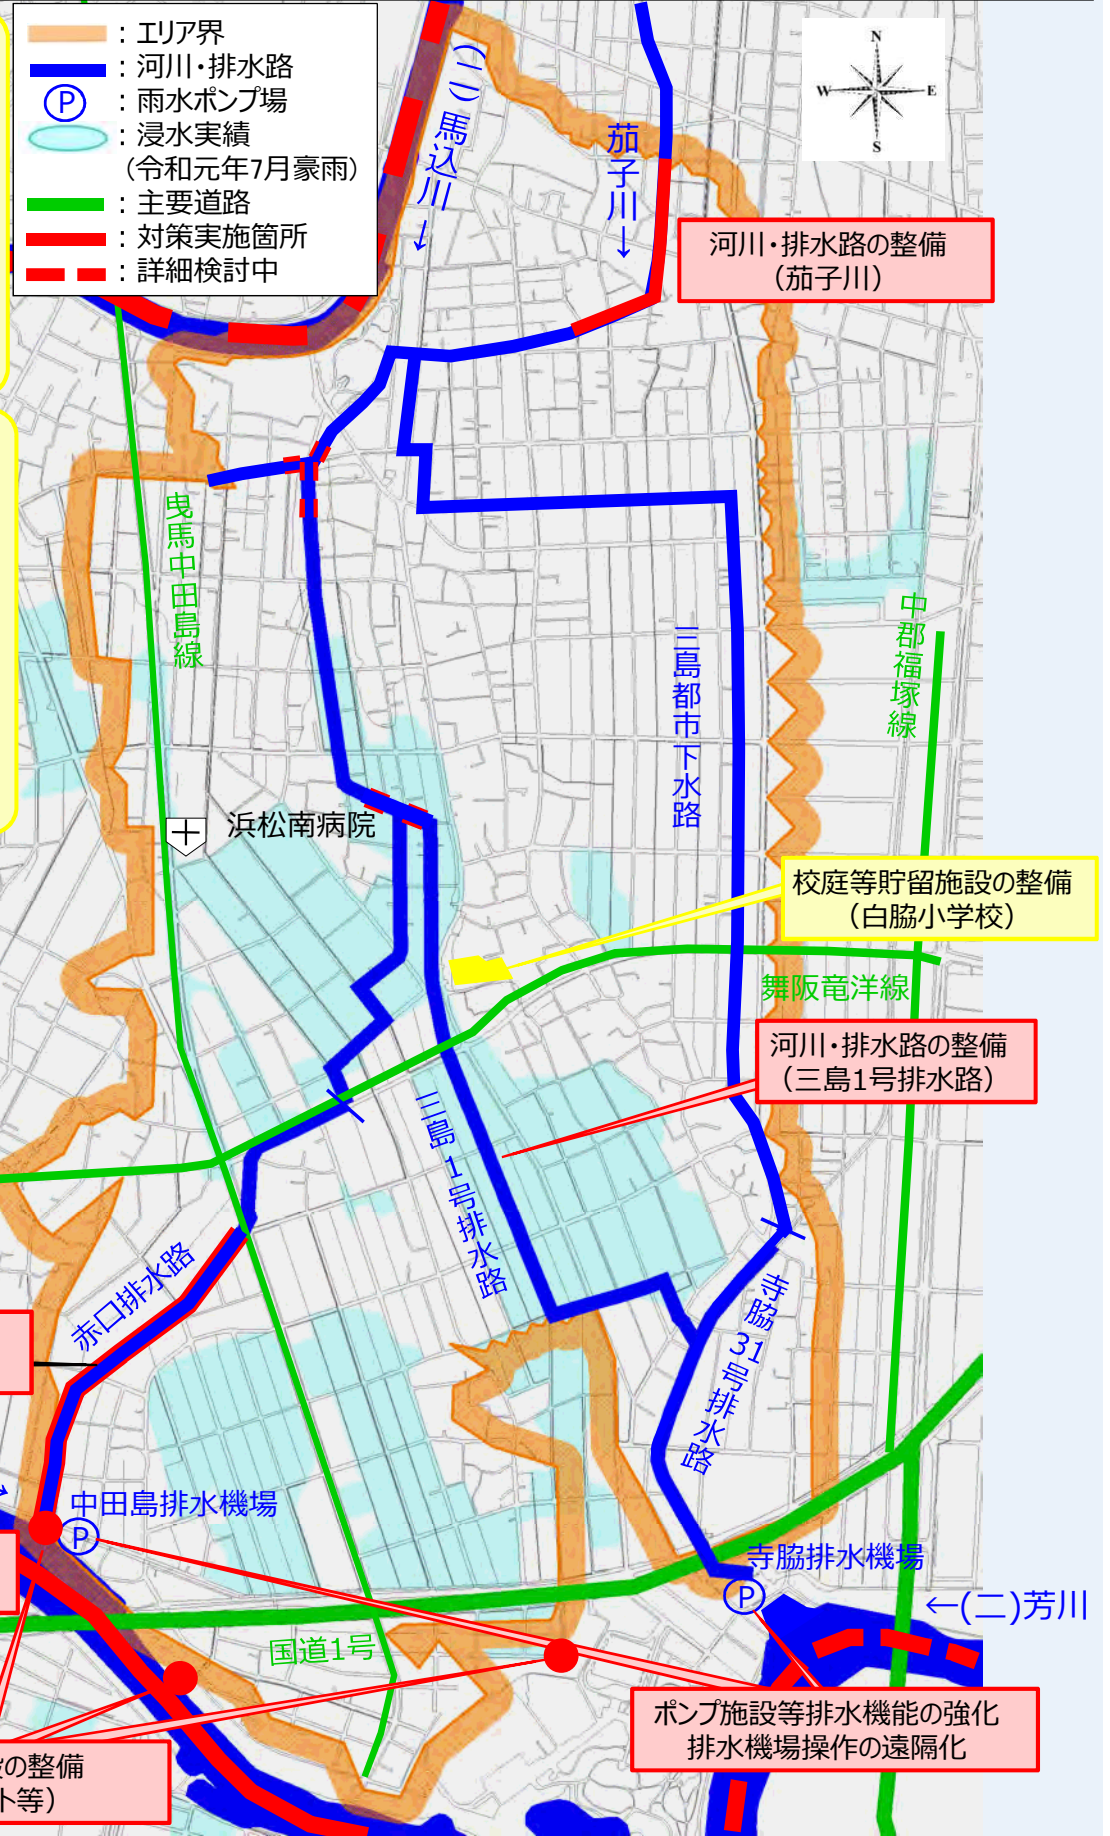 ：エリア界
：河川・排水路
P ：雨水ポンプ場
：浸水実績
（令和元年7月豪雨）
：主要道路
：対策実施箇所
：詳細検討中
N
W E
S
(二)馬込川→
茄子川→
河川・排水路の整備
（茄子川）
曳馬中田島線
中郡福塚線
三島都市下水路
浜松南病院
校庭等貯留施設の整備
（白脇小学校）
舞阪竜洋線
河川・排水路の整備
（三島1号排水路）
三島1号排水路
赤口排水路
寺脇31号排水路
中田島排水機場
P
寺脇排水機場
P
←(二)芳川
国道1号
ポンプ施設等排水機能の強化
排水機場操作の遠隔化
の整備
ト等）